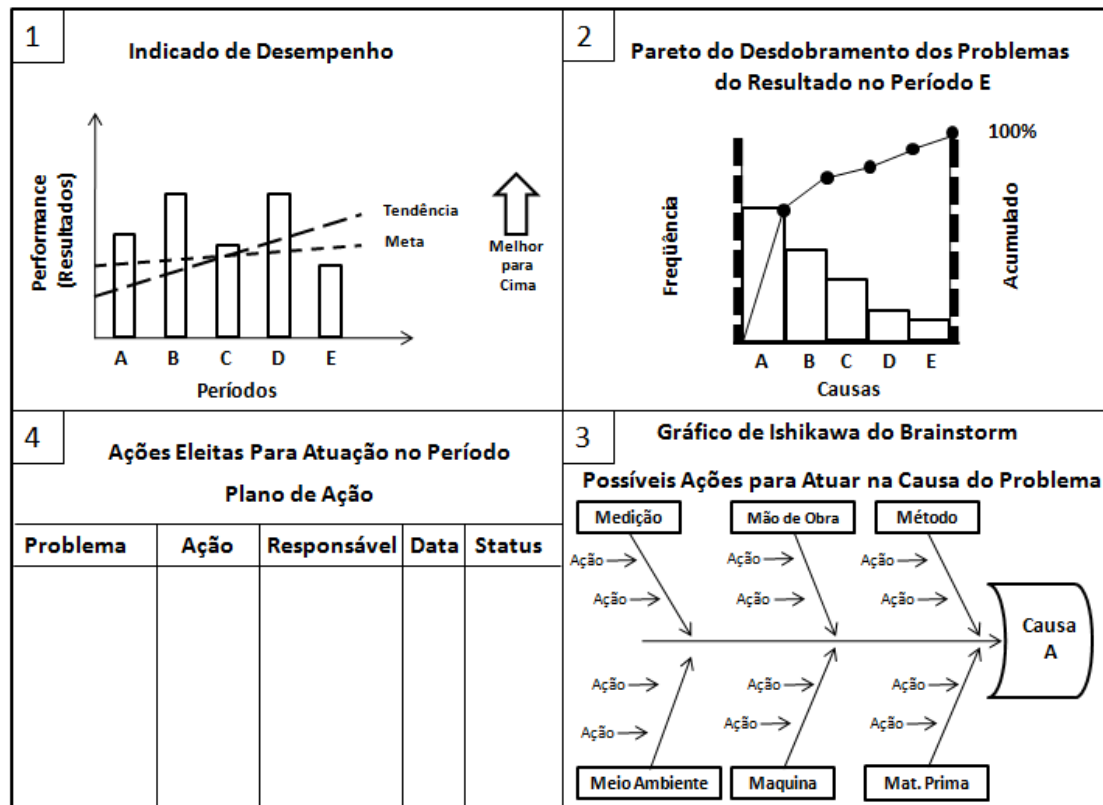 1
Indicado de Desempenho
Performance
(Resultados)
Tendência
Meta
Melhor
para
Cima
A B C D E
Períodos
2
Pareto do Desdobramento dos Problemas
do Resultado no Período E
100%
Freqüência
Acumulado
A B C D E
Causas
4
Ações Eleitas Para Atuação no Período
Plano de Ação
Problema Ação Responsável Data Status
3
Gráfico de Ishikawa do Brainstorm
Possíveis Ações para Atuar na Causa do Problema
Medição Mão de Obra Método
Ação Ação Ação
Ação Ação Ação
Causa
A
Ação Ação Ação
Ação Ação Ação
Meio Ambiente Maquina Mat. Prima